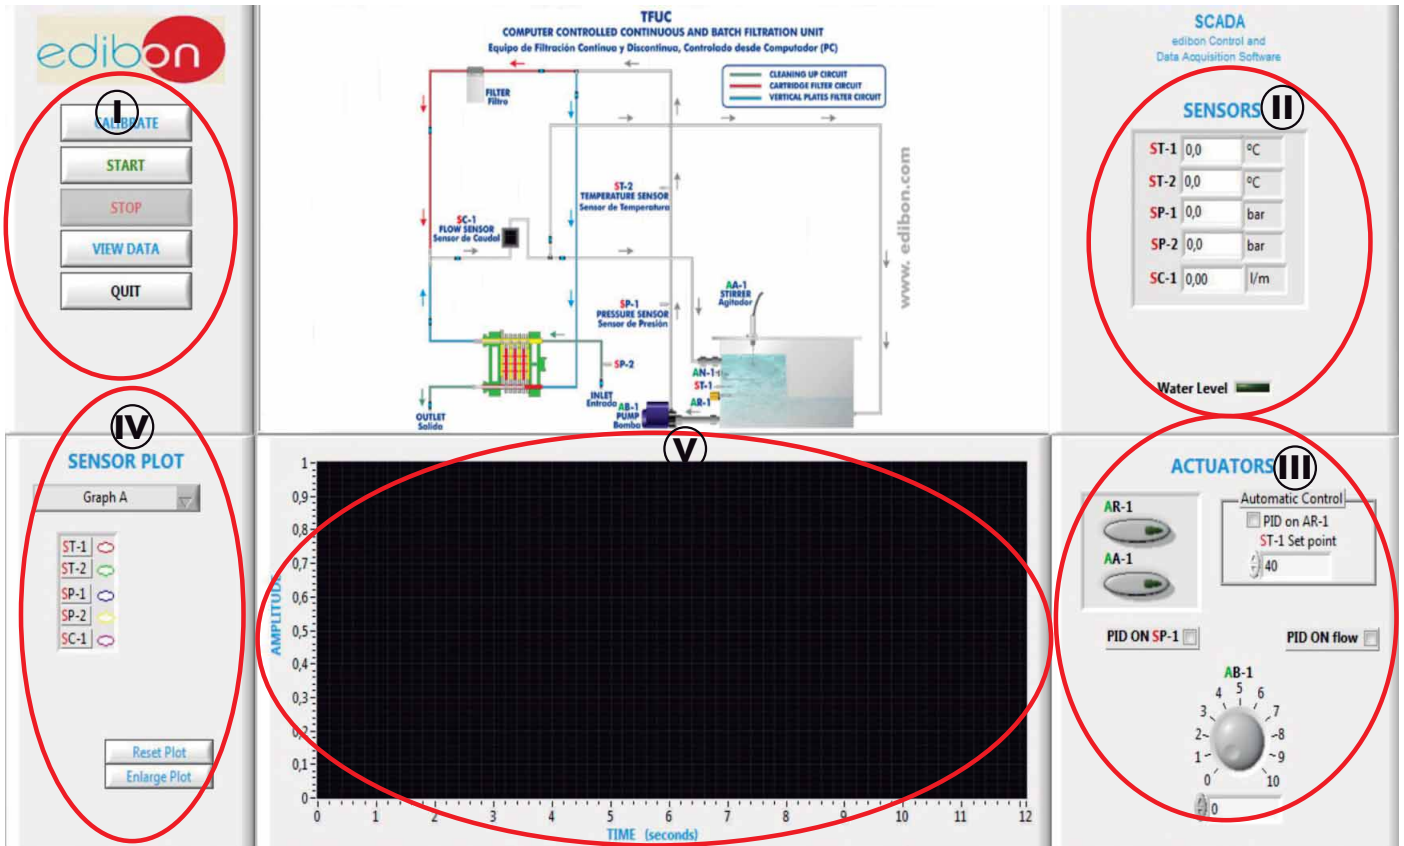 edibon
I
CALIBRATE
START
STOP
VIEW DATA
QUIT
TFUC
COMPUTER CONTROLLED CONTINUOUS AND BATCH FILTRATION UNIT
Equipo de Filtración Continua y Discontinua, Controlado desde Computador (PC)
CLEANING UP CIRCUIT
CARTRIDGE FILTER CIRCUIT
VERTICAL PLATES FILTER CIRCUIT
FILTER
Filtro
ST-2
TEMPERATURE SENSOR
Sensor de Temperatura
SC-1
FLOW SENSOR
Sensor de Caudal
SP-1
PRESSURE SENSOR
Sensor de Presión
AA-1
STIRRER
Agitador
SP-2
INLET
Entrada
OUTLET
Salida
AB-1
PUMP
Bomba
AN-1
ST-1
AR-1
www. edibon.com
SCADA
edibon Control and
Data Acquisition Software
SENSORS II
ST-1 0,0 ºC
ST-2 0,0 ºC
SP-1 0,0 bar
SP-2 0,0 bar
SC-1 0,00 l/m
Water Level
IV
SENSOR PLOT
Graph A
ST-1
ST-2
SP-1
SP-2
SC-1
Reset Plot
Enlarge Plot
V
AMPLITUDE
1
0,9
0,8
0,7
0,6
0,5
0,4
0,3
0,2
0,1
0
0 1 2 3 4 5 6 7 8 9 10 11 12
TIME (seconds)
ACTUATORS III
AR-1
AA-1
Automatic Control
PID on AR-1
ST-1 Set point
40
PID ON SP-1
PID ON flow
AB-1
0 1 2 3 4 5 6 7 8 9 10
0